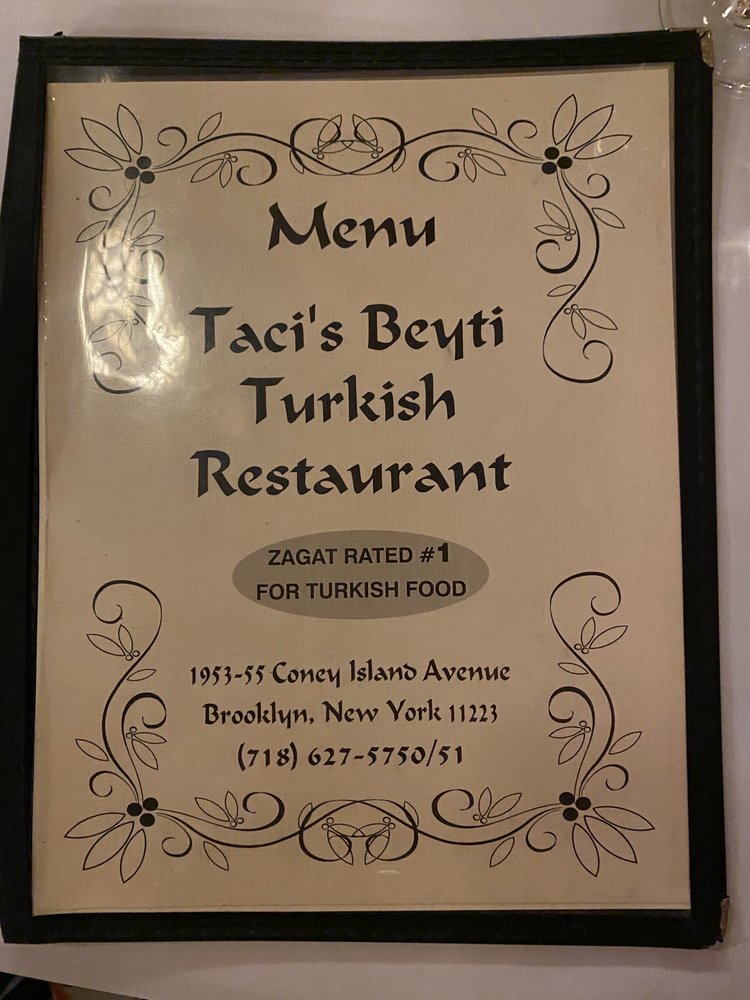 Menu
Taci's Beyti
Turkish
Restaurant
ZAGAT RATED #1
FOR TURKISH FOOD
1953-55 Coney Island Avenue
Brooklyn, New York 11223
(718) 627-5750/51